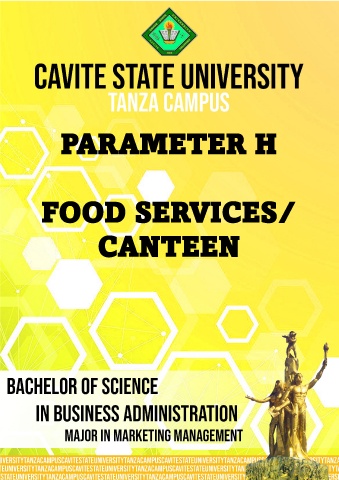 CAVITE STATE UNIVERSITY
TANZA CAMPUS
PARAMETER H
FOOD SERVICES/
CANTEEN
BACHELOR OF SCIENCE
IN BUSINESS ADMINISTRATION
MAJOR IN MARKETING MANAGEMENT
IVERSITYTANZACAMPUSCAVITESTATEUNIVERSITYTANZACAMPUSCAVITESTATEUNIVERSITYTANZACAMP